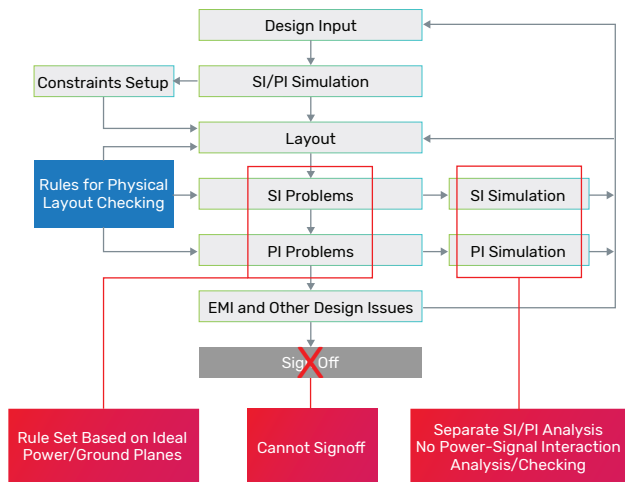 Design Input
Constraints Setup
SI/PI Simulation
Layout
Rules for Physical
Layout Checking
SI Problems
SI Simulation
PI Problems
PI Simulation
EMI and Other Design Issues
Sign Off
Rule Set Based on Ideal
Power/Ground Planes
Cannot Signoff
Separate SI/PI Analysis
No Power-Signal Interaction
Analysis/Checking